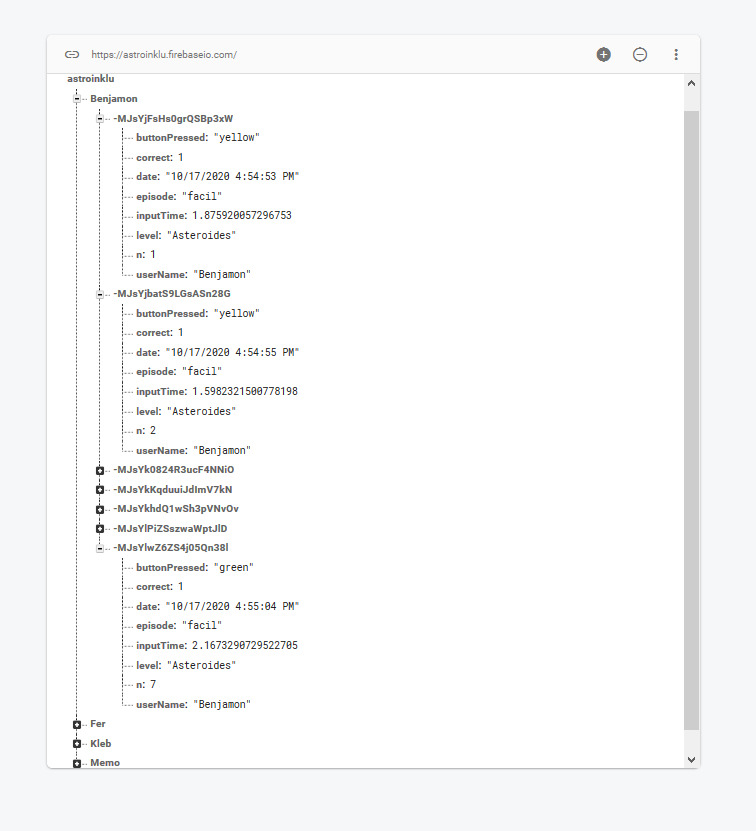 https://astroinklu.firebaseio.com/
astroinklu
Benjamon
-MJsYjFsHs0grQSBp3xW
buttonPressed: "yellow"
correct: 1
date: "10/17/2020 4:54:53 PM"
episode: "facil"
inputTime: 1.875920057296753
level: "Asteroides"
n: 1
userName: "Benjamon"
-MJsYjbatS9LGsASn28G
buttonPressed: "yellow"
correct: 1
date: "10/17/2020 4:54:55 PM"
episode: "facil"
inputTime: 1.5982321500778198
level: "Asteroides"
n: 2
userName: "Benjamon"
-MJsYk0824R3ucF4NNiO
-MJsYkKqduuiJdImV7kN
-MJsYkhdQ1wSh3pVNvOv
-MJsYlPiZSszwaWptJlD
-MJsYlwZ6ZS4j05Qn38l
buttonPressed: "green"
correct: 1
date: "10/17/2020 4:55:04 PM"
episode: "facil"
inputTime: 2.1673290729522705
level: "Asteroides"
n: 7
userName: "Benjamon"
Fer
Kleb
Memo